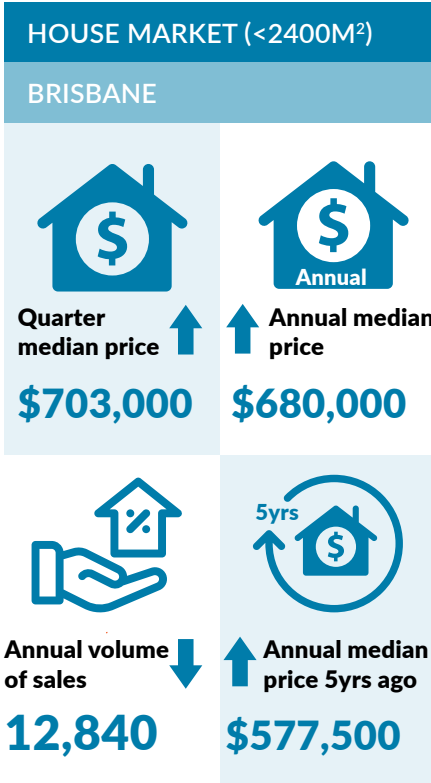 HOUSE MARKET (<2400M²)
BRISBANE
$
$
Annual
Quarter
median price
$703,000
Annual median
price
$680,000
%
5yrs
$
Annual volume
of sales
12,840
Annual median
price 5yrs ago
$577,500